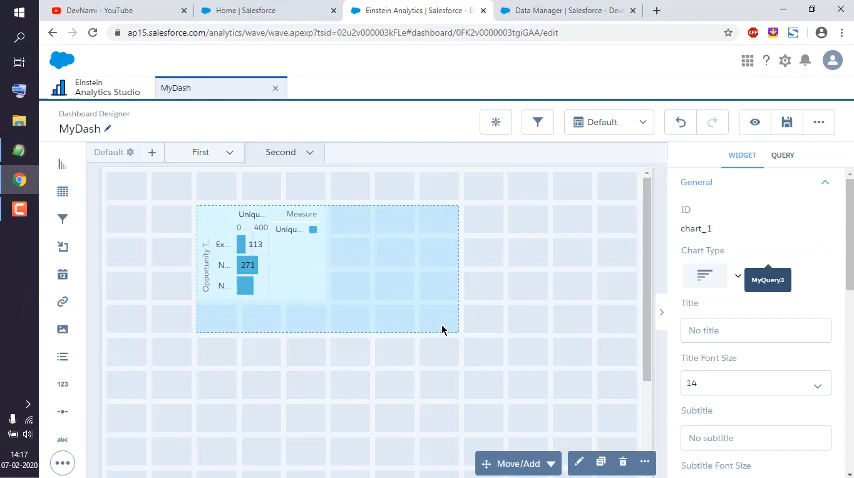 DevNami - YouTube
Home | Salesforce
Einstein Analytics | Salesforce - D
Data Manager | Salesforce - Dev
ap15.salesforce.com/analytics/wave/wave.apexp?tsid=02u2v000003kFLe#dashboard/0FK2v0000003tgiGAA/edit
Einstein
Analytics Studio
MyDash
Dashboard Designer
MyDash
Default
Default
First
Second
WIDGET
QUERY
General
ID
chart_1
Chart Type
MyQuery3
Title
No title
Title Font Size
14
Subtitle
No subtitle
Subtitle Font Size
Uniqu...
Measure
0
400
Uniqu...
Opportunity T...
Ex...
113
N...
271
N...
123
abc
Move/Add
14:17
07-02-2020